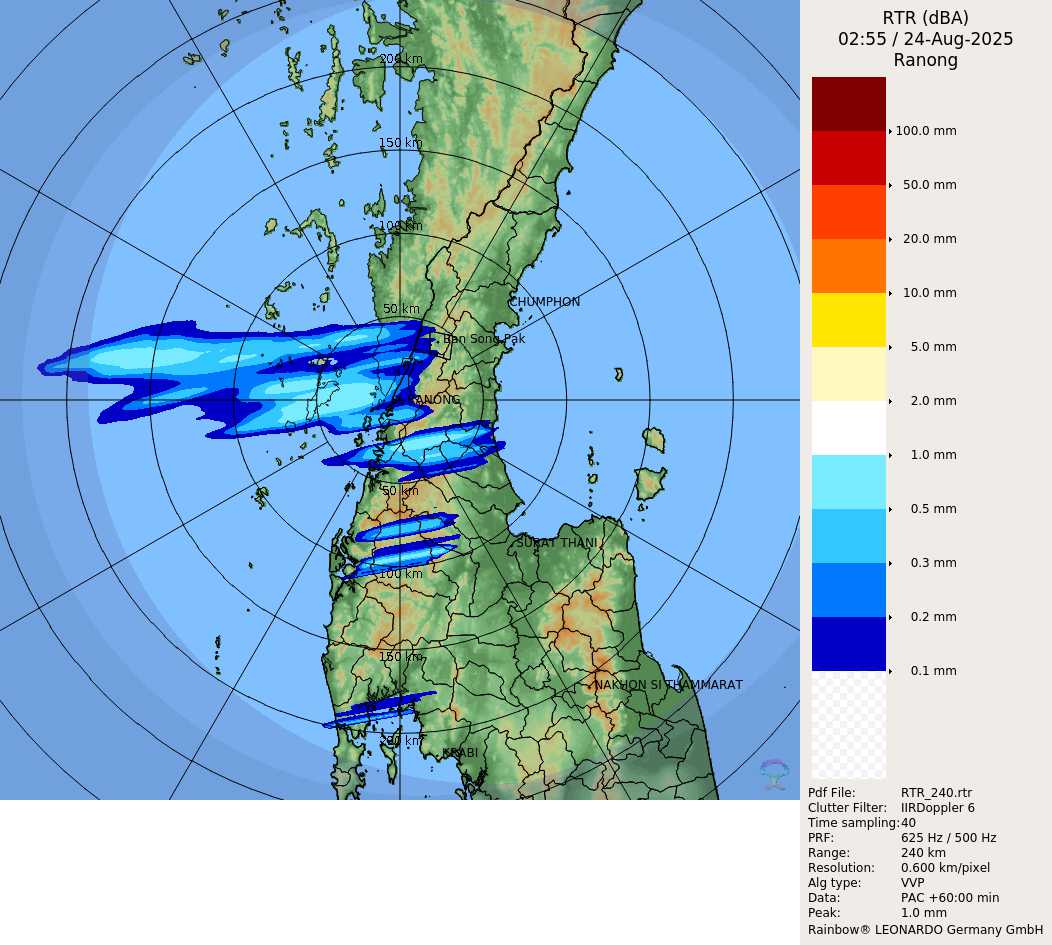 RTR (dBA)
02:55 / 24-Aug-2025
Ranong
100.0 mm
50.0 mm
20.0 mm
10.0 mm
5.0 mm
2.0 mm
1.0 mm
0.5 mm
0.3 mm
0.2 mm
0.1 mm
Pdf File: RTR_240.rtr
Clutter Filter: IIRDoppler 6
Time sampling: 40
PRF: 625 Hz / 500 Hz
Range: 240 km
Resolution: 0.600 km/pixel
Alg type: VVP
Data: PAC +60:00 min
Peak: 1.0 mm
Rainbow® LEONARDO Germany GmbH
200 km
150 km
100 km
CHUMPHON
50 km
Ban Song Pak
RANONG
50 km
SURAT THANI
100 km
150 km
NAKHON SI THAMMARAT
200 km
KRABI